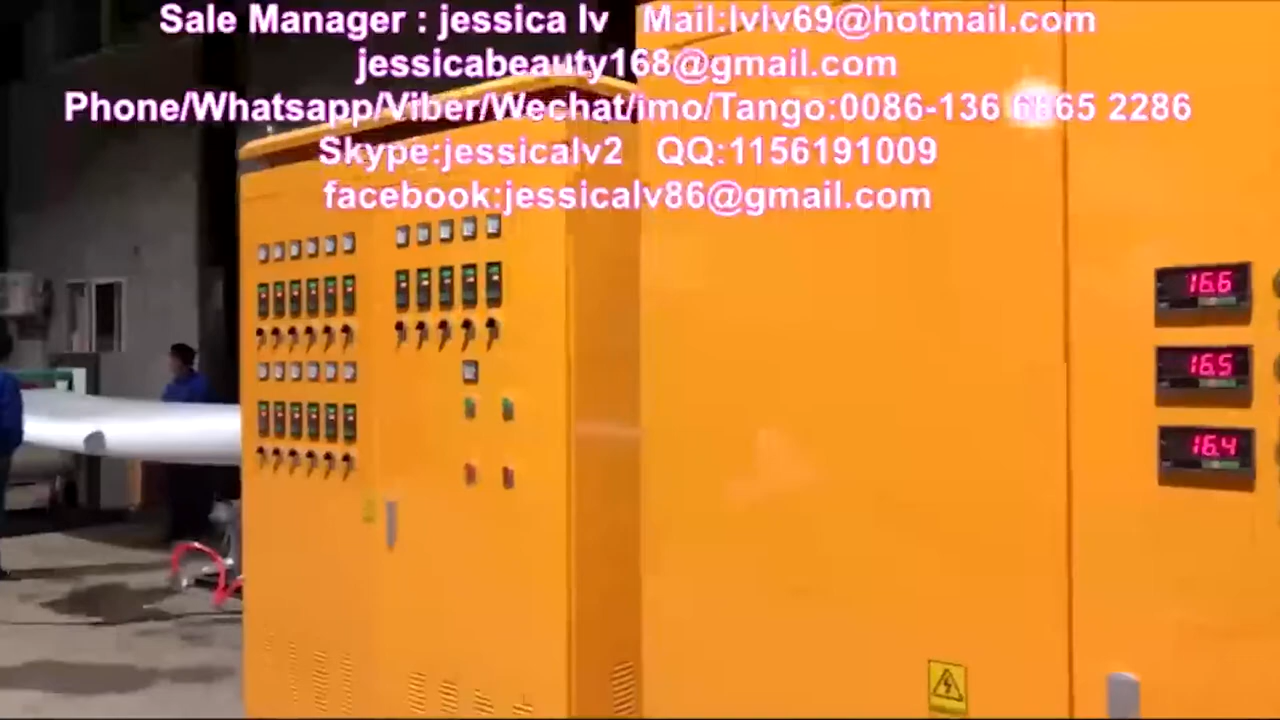 Sale Manager : jessica lv Mail:lvlv69@hotmail.com
jessicabeauty168@gmail.com
Phone/Whatsapp/Viber/Wechat/imo/Tango:0086-136 6865 2286
Skype:jessicalv2 QQ:1156191009
facebook:jessicalv86@gmail.com
16.6
16.5
16.4